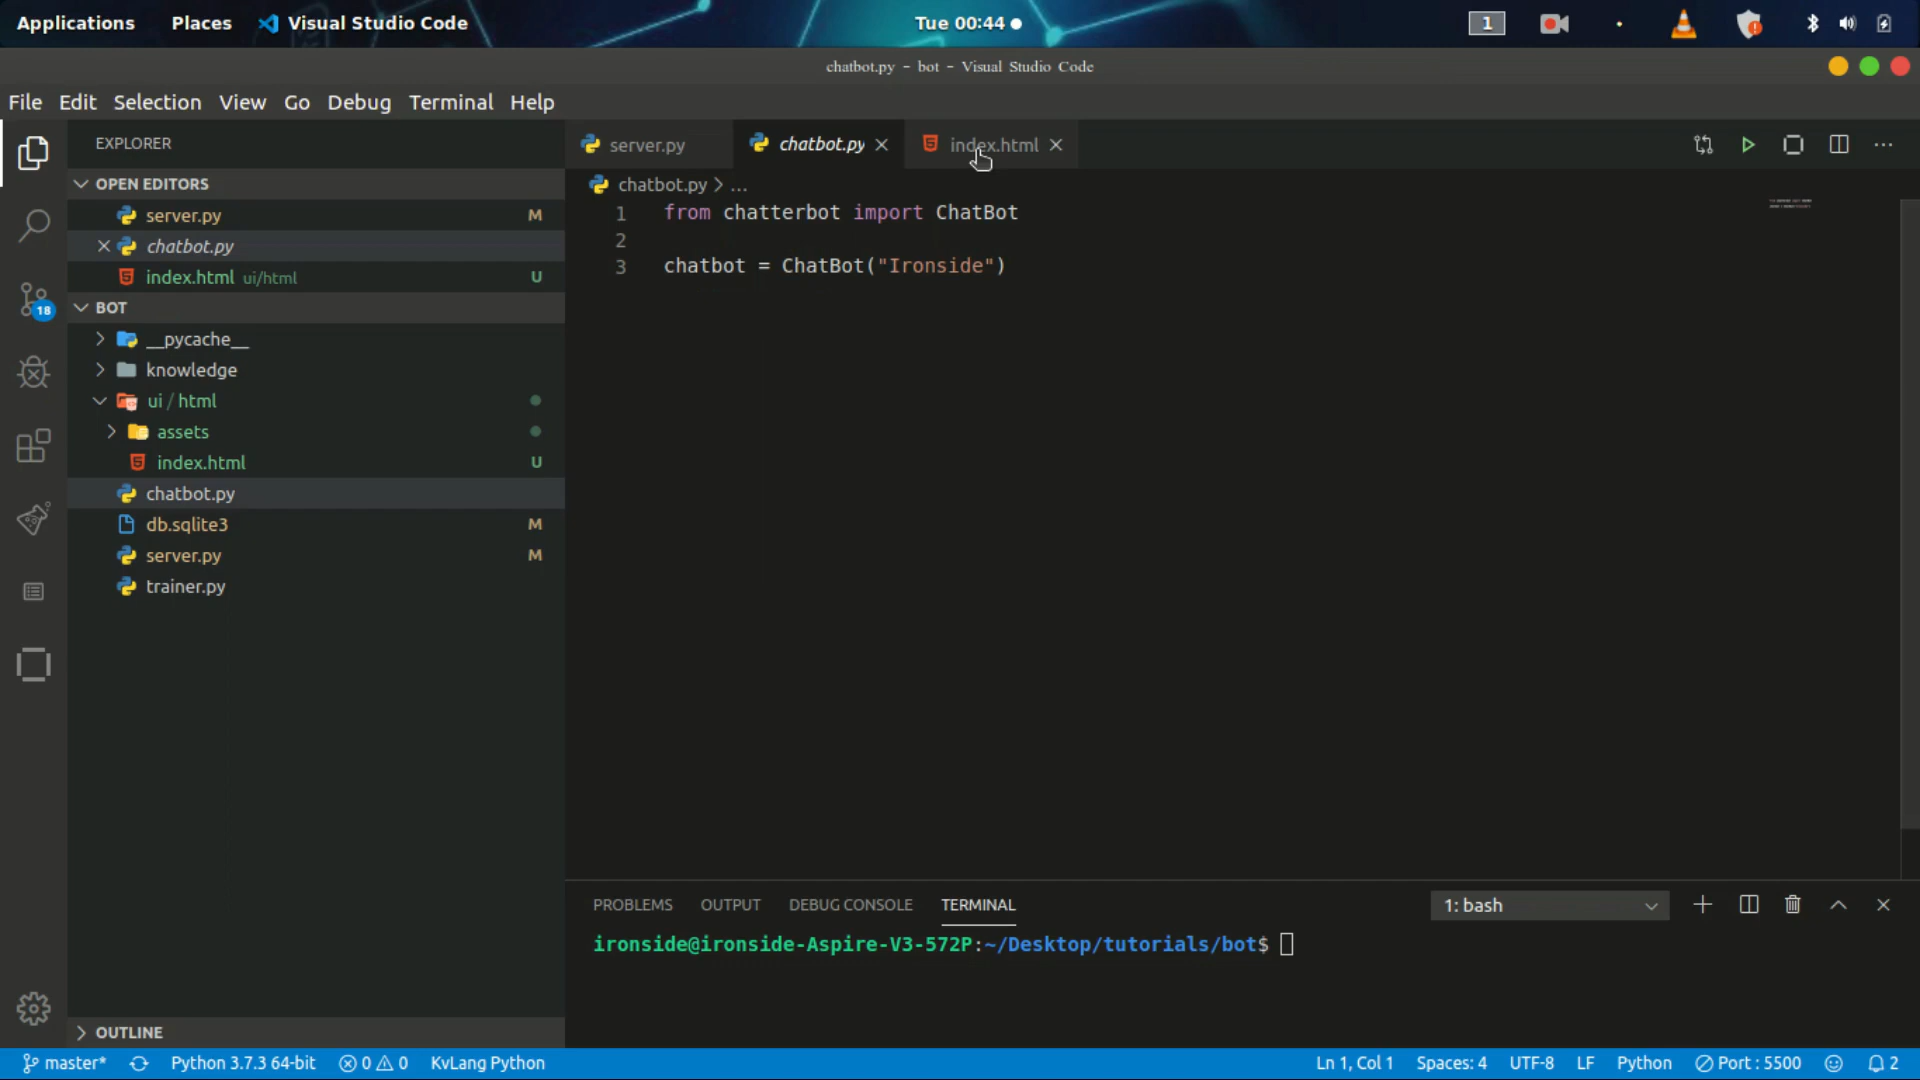 Applications Places Visual Studio Code Tue 00:44 1
chatbot.py - bot - Visual Studio Code
File Edit Selection View Go Debug Terminal Help
EXPLORER
OPEN EDITORS
server.py M
chatbot.py
index.html ui/html U
18
BOT
__pycache__
knowledge
ui / html
assets
index.html U
chatbot.py
db.sqlite3 M
server.py M
trainer.py
OUTLINE
server.py chatbot.py index.html
chatbot.py > ...
1 from chatterbot import ChatBot
2
3 chatbot = ChatBot("Ironside")
PROBLEMS OUTPUT DEBUG CONSOLE TERMINAL 1: bash
ironside@ironside-Aspire-V3-572P:~/Desktop/tutorials/bot$
master* Python 3.7.3 64-bit 0 0 KvLang Python Ln 1, Col 1 Spaces: 4 UTF-8 LF Python Port : 5500 2